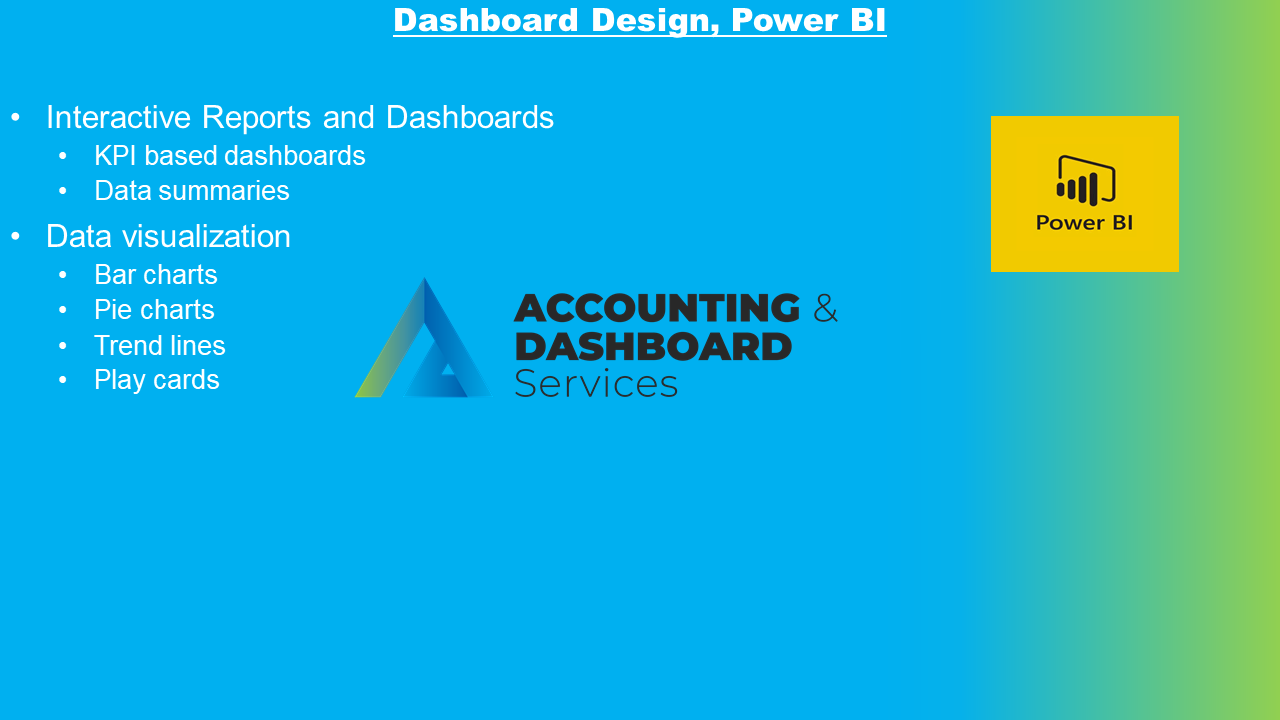 Dashboard Design, Power BI
• Interactive Reports and Dashboards
• KPI based dashboards
• Data summaries
• Data visualization
• Bar charts
• Pie charts
• Trend lines
• Play cards
ACCOUNTING &
DASHBOARD
Services
Power BI